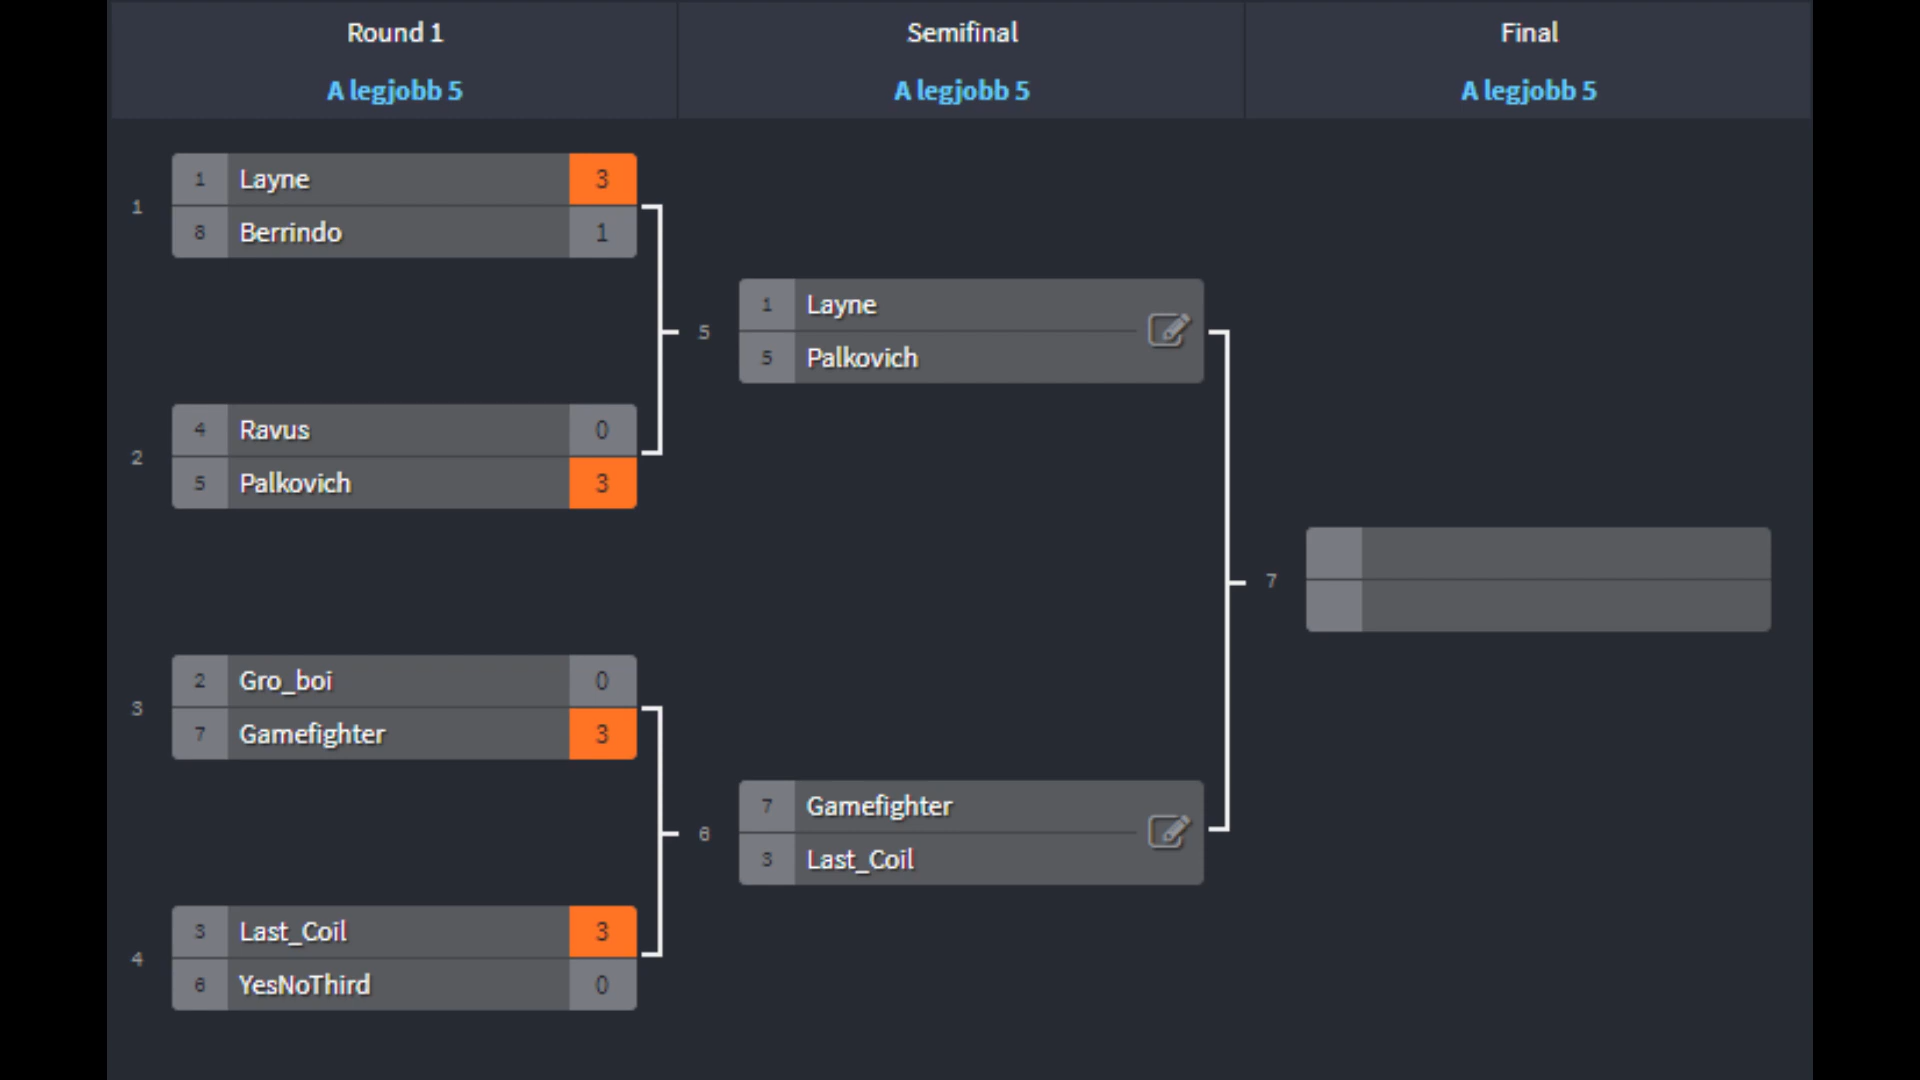 Round 1
A legjobb 5
Semifinal
A legjobb 5
Final
A legjobb 5
1
1 Layne 3
8 Berrindo 1
2
4 Ravus 0
5 Palkovich 3
3
2 Gro_boi 0
7 Gamefighter 3
4
3 Last_Coil 3
6 YesNoThird 0
5
1 Layne
5 Palkovich
6
7 Gamefighter
3 Last_Coil
7